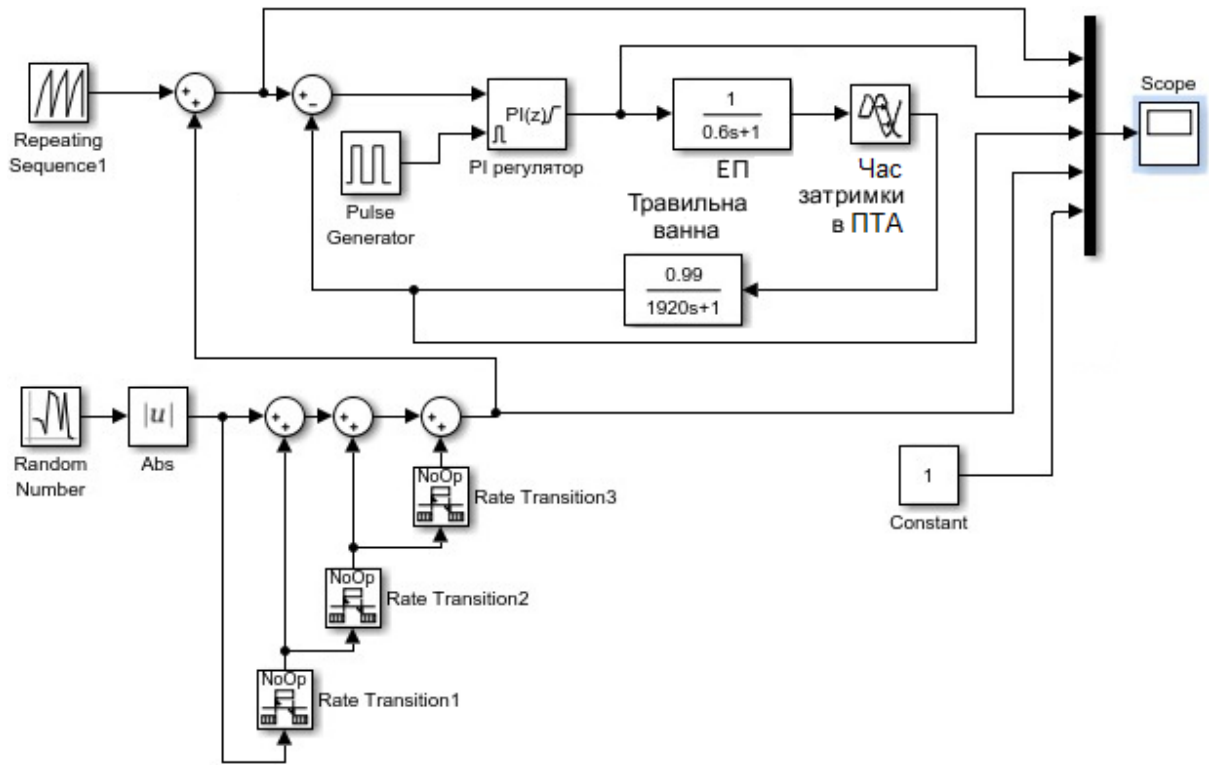 Scope
Repeating
Sequence1
+
+
+
−
PI(z)
PI регулятор
1
0.6s+1
ЕП
Час
затримки
в ПТА
Pulse
Generator
Травильна
ванна
0.99
1920s+1
Random
Number
|u|
Abs
+
+
+
+
+
+
NoOp
Rate Transition3
1
Constant
NoOp
Rate Transition2
NoOp
Rate Transition1